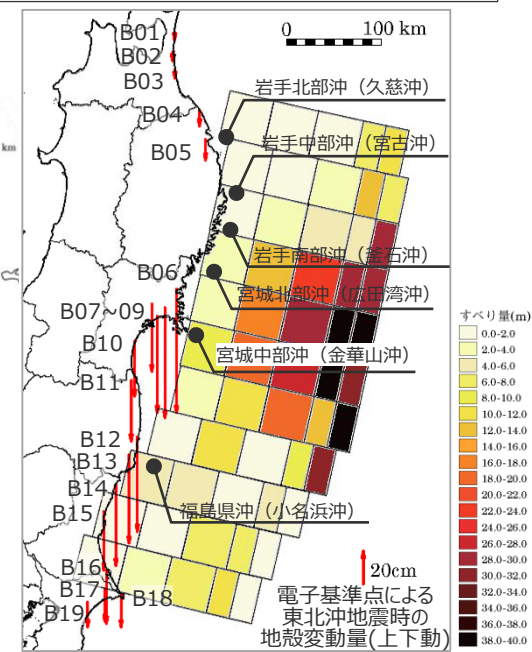 0 100 km
B01
B02
B03
岩手北部沖（久慈沖）
B04
岩手中部沖（宮古沖）
km
B05
岩手南部沖（釜石沖）
B06
宮城北部沖（広田湾沖）
B07～09
すべり量(m)
B10
宮城中部沖（金華山沖）
B11
0.0-2.0
2.0-4.0
4.0-6.0
6.0-8.0
8.0-10.0
10.0-12.0
12.0-14.0
14.0-16.0
16.0-18.0
18.0-20.0
20.0-22.0
22.0-24.0
24.0-26.0
26.0-28.0
28.0-30.0
30.0-32.0
32.0-34.0
34.0-36.0
36.0-38.0
38.0-40.0
B12
B13
B14
福島県沖（小名浜沖）
B15
B16
B17
B18
B19
20cm
電子基準点による
東北沖地震時の
地殻変動量(上下動)